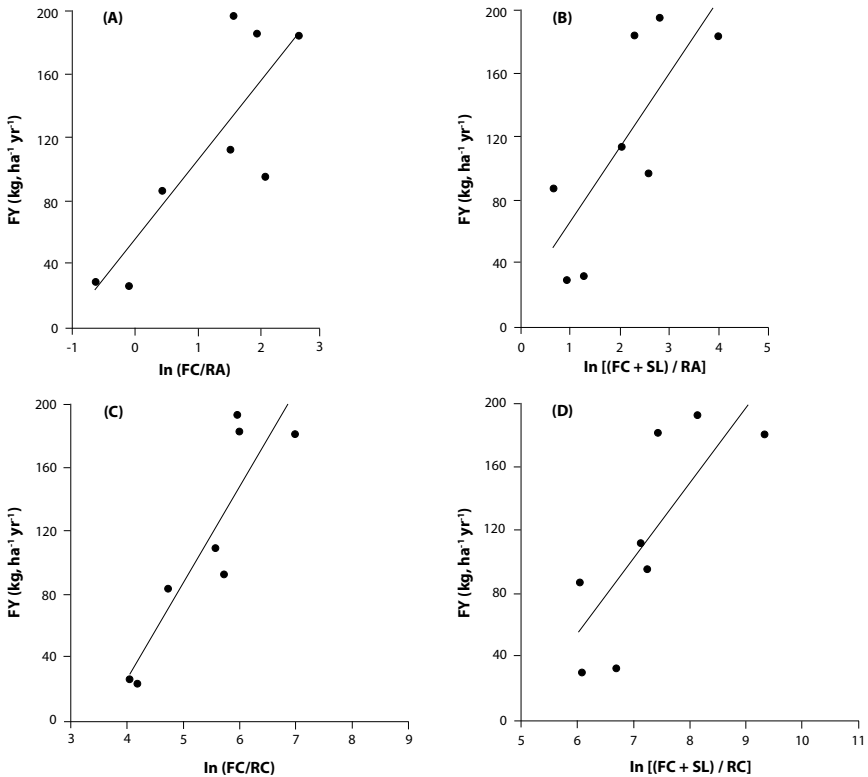 (A)
FY (kg, ha⁻¹ yr⁻¹)
200
160
120
80
40
0
-1 0 1 2 3
ln (FC/RA)
(B)
FY (kg, ha⁻¹ yr⁻¹)
200
160
120
80
40
0
0 1 2 3 4 5
ln [(FC + SL) / RA]
(C)
FY (kg, ha⁻¹ yr⁻¹)
200
160
120
80
40
0
3 4 5 6 7 8 9
ln (FC/RC)
(D)
FY (kg, ha⁻¹ yr⁻¹)
200
160
120
80
40
0
5 6 7 8 9 10 11
ln [(FC + SL) / RC]